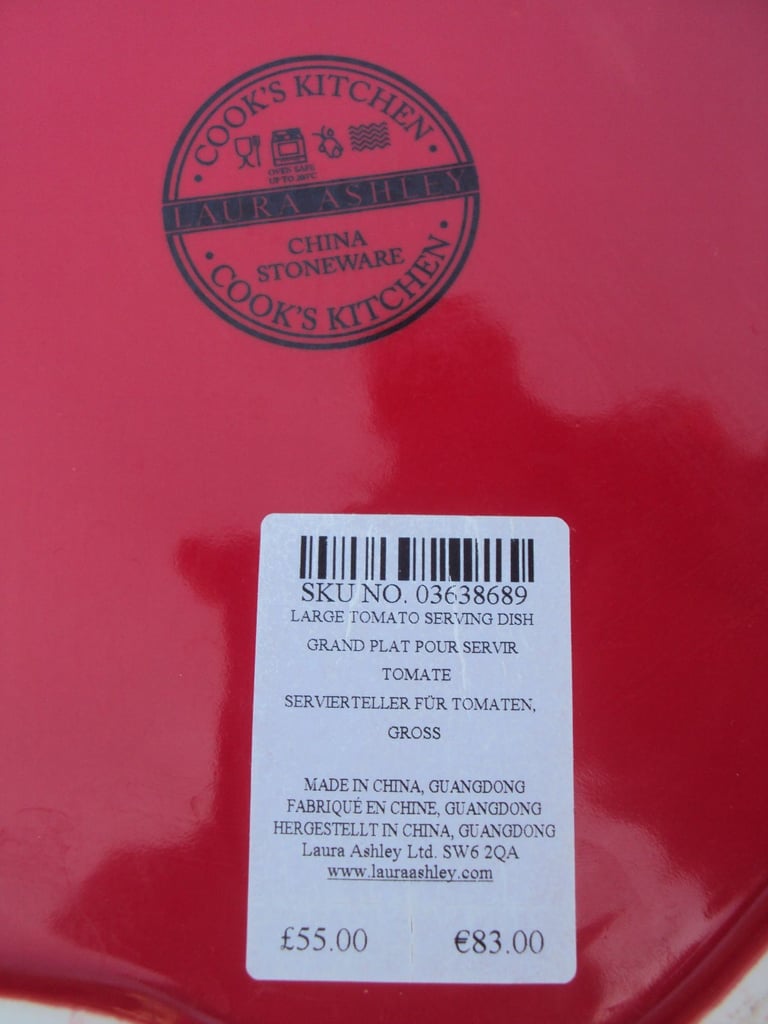 COOK'S KITCHEN
OVEN SAFE
UP TO 200°C
LAURA ASHLEY
CHINA
STONEWARE
COOK'S KITCHEN
SKU NO. 03638689
LARGE TOMATO SERVING DISH
GRAND PLAT POUR SERVIR
TOMATE
SERVIERTELLER FÜR TOMATEN,
GROSS
MADE IN CHINA, GUANGDONG
FABRIQUÉ EN CHINE, GUANGDONG
HERGESTELLT IN CHINA, GUANGDONG
Laura Ashley Ltd. SW6 2QA
www.lauraashley.com
£55.00 €83.00